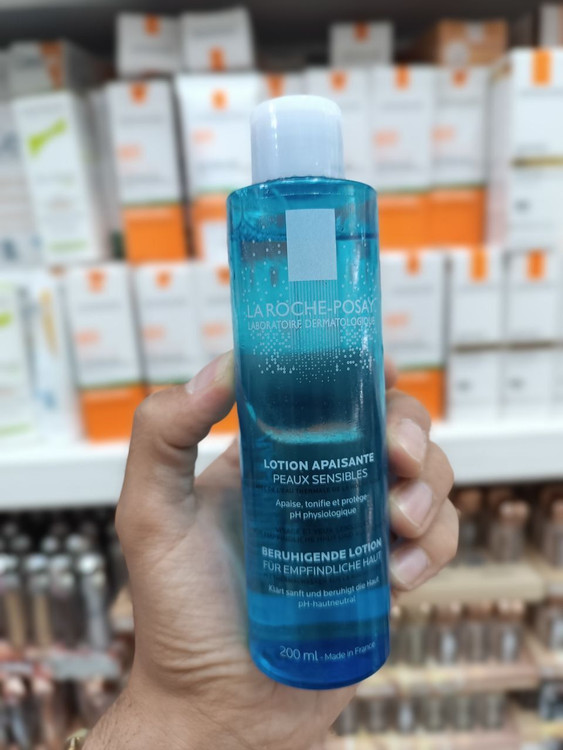 LA ROCHE-POSAY
LABORATOIRE DERMATOLOGIQUE
LOTION APAISANTE
PEAUX SENSIBLES
Apaise, tonifie et protège
pH physiologique
BERUHIGENDE LOTION
FÜR EMPFINDLICHE HAUT
Klärt sanft und beruhigt die Haut
pH-hautneutral
200 ml - Made in France